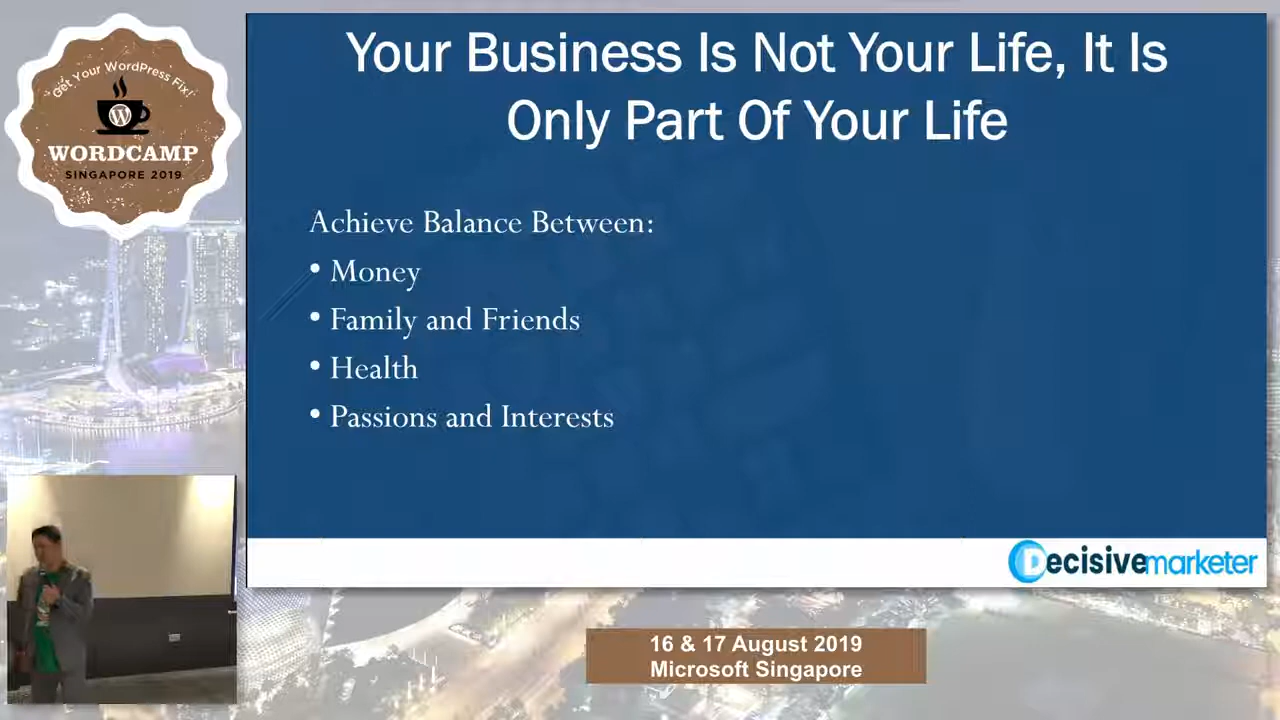 Get Your WordPress Fix!
WORDCAMP
SINGAPORE 2019
Your Business Is Not Your Life, It Is
Only Part Of Your Life
Achieve Balance Between:
• Money
• Family and Friends
• Health
• Passions and Interests
Decisivemarketer
16 & 17 August 2019
Microsoft Singapore